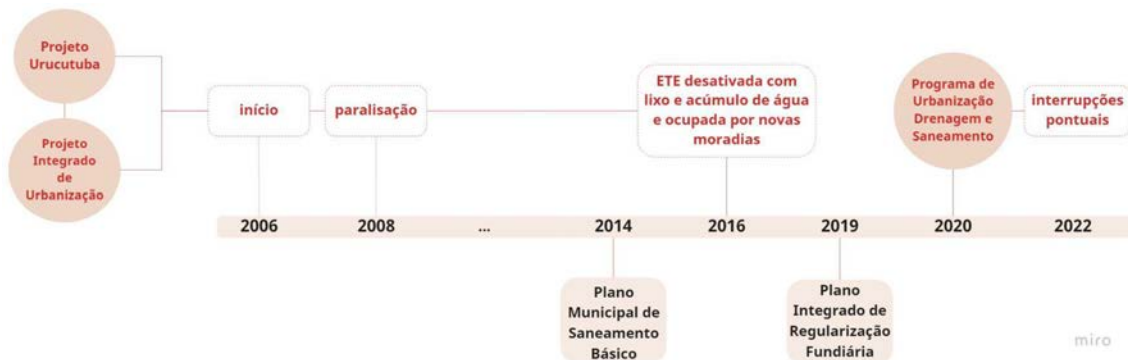 Projeto
Urucutuba
Projeto
Integrado
de
Urbanização
início
paralisação
ETE desativada com
lixo e acúmulo de água
e ocupada por novas
moradias
Programa de
Urbanização
Drenagem e
Saneamento
interrupções
pontuais
2006
2008
...
2014
2016
2019
2020
2022
Plano
Municipal de
Saneamento
Básico
Plano
Integrado de
Regularização
Fundiária
miro